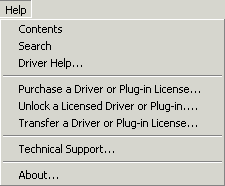 Help
Contents
Search
Driver Help...
Purchase a Driver or Plug-in License...
Unlock a Licensed Driver or Plug-in....
Transfer a Driver or Plug-in License...
Technical Support...
About...